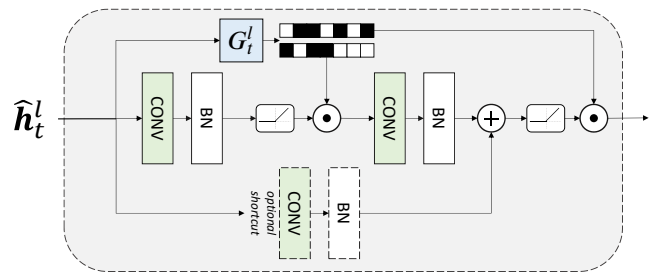 G_t^l
ĥ_t^l
CONV
BN
CONV
BN
optional
shortcut
CONV
BN